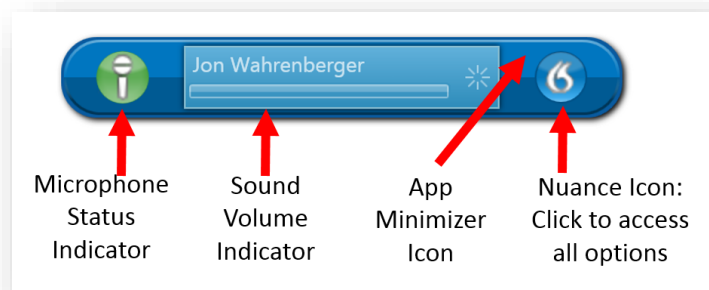 Jon Wahrenberger
Microphone
Status
Indicator
Sound
Volume
Indicator
App
Minimizer
Icon
Nuance Icon:
Click to access
all options